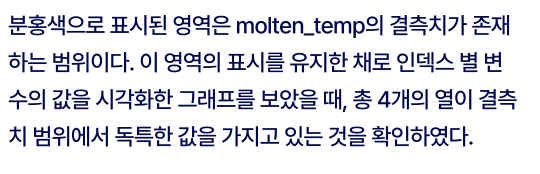 분홍색으로 표시된 영역은 molten_temp의 결측치가 존재
하는 범위이다. 이 영역의 표시를 유지한 채로 인덱스 별 변
수의 값을 시각화한 그래프를 보았을 때, 총 4개의 열이 결측
치 범위에서 독특한 값을 가지고 있는 것을 확인하였다.